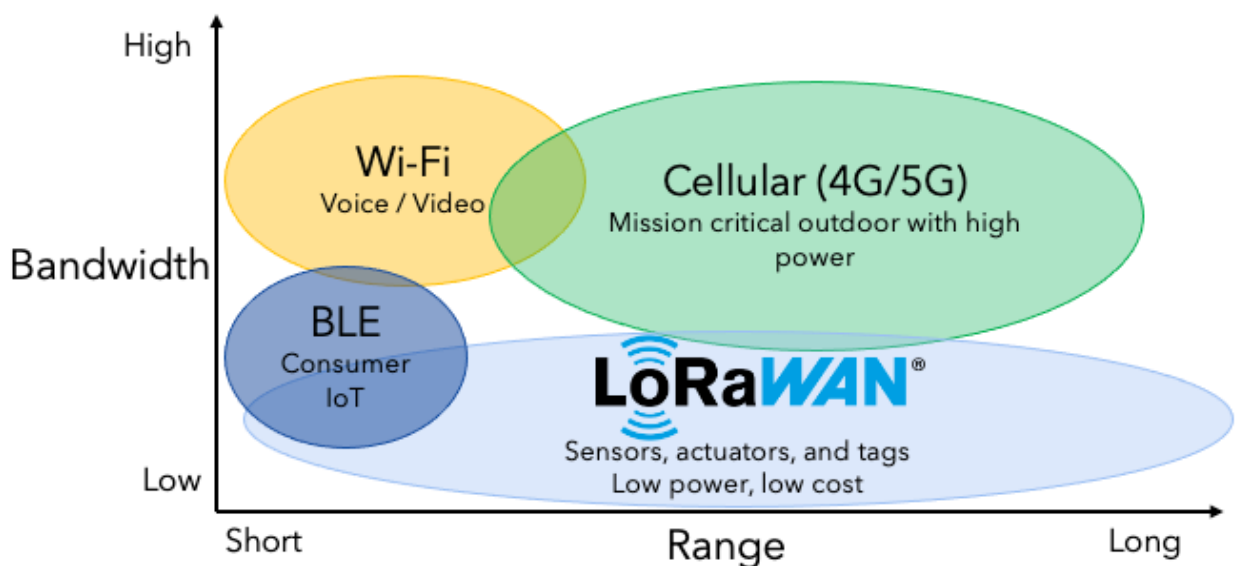 High
Wi-Fi
Voice / Video
Cellular (4G/5G)
Mission critical outdoor with high
power
Bandwidth
BLE
Consumer
IoT
LoRaWAN®
Sensors, actuators, and tags
Low power, low cost
Low
Short
Range
Long